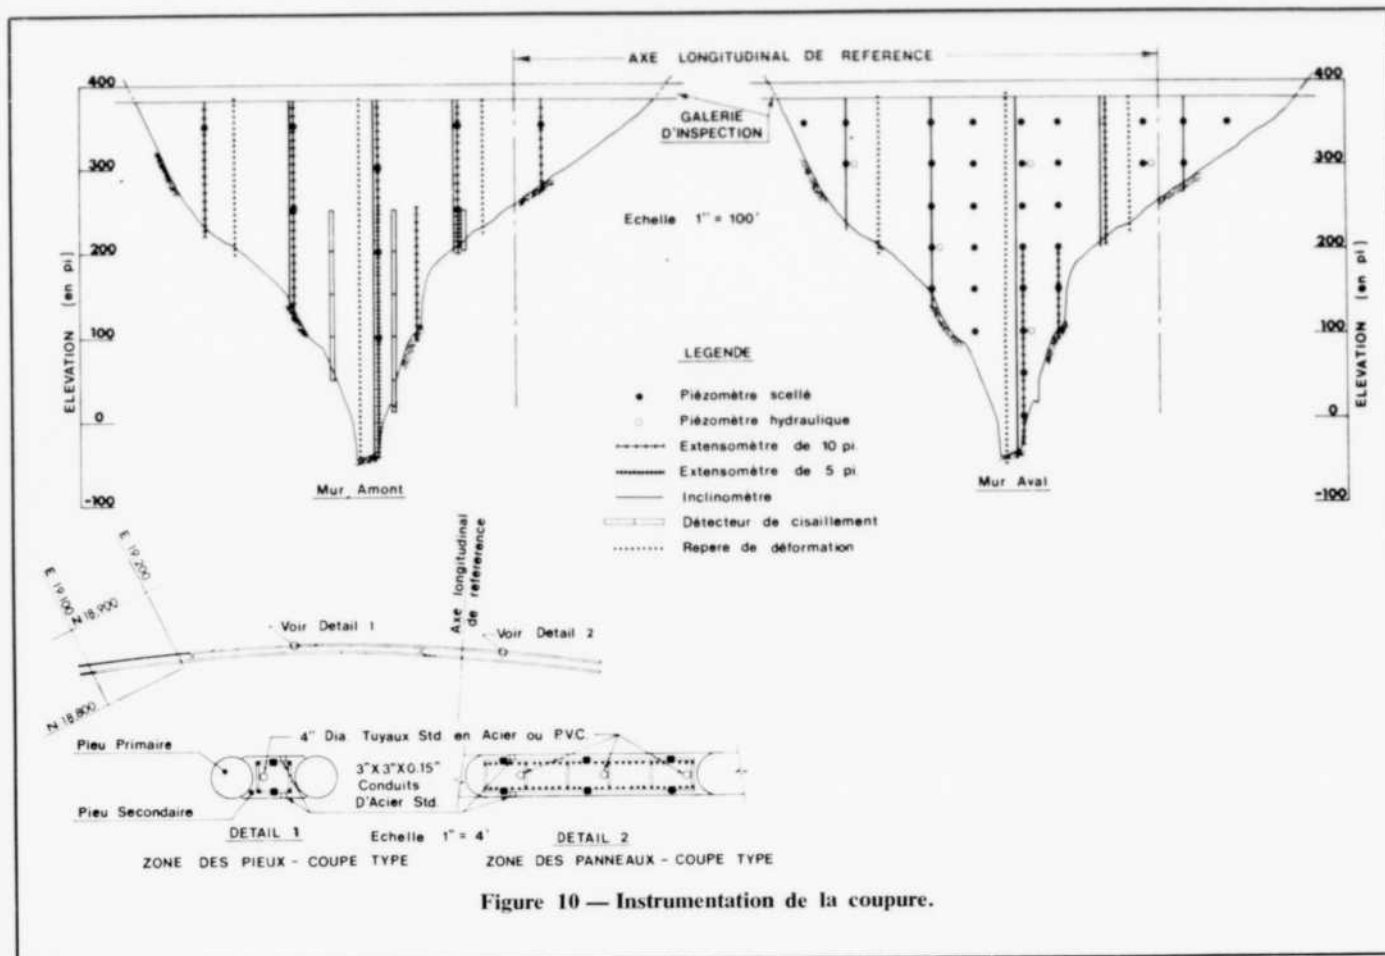 AXE LONGITUDINAL DE REFERENCE
400
300
200
100
0
-100
ELEVATION (en pi)
GALERIE
D'INSPECTION
Echelle 1" = 100'
400
300
200
100
0
-100
ELEVATION (en pi)
Mur Amont
Mur Aval
LEGENDE
Piézomètre scellé
Piézomètre hydraulique
Extensomètre de 10 pi.
Extensomètre de 5 pi.
Inclinomètre
Détecteur de cisaillement
Repere de déformation
E 19,200
E 19,100
N 18,900
N 18,800
Voir Detail 1
Axe longitudinal
de reference
Voir Detail 2
Pieu Primaire
4" Dia Tuyaux Std. en Acier ou P.V.C.
3"X3"X0.15"
Conduits
D'Acier Std.
Pieu Secondaire
DETAIL 1
Echelle 1" = 4'
DETAIL 2
ZONE DES PIEUX - COUPE TYPE
ZONE DES PANNEAUX - COUPE TYPE
Figure 10 — Instrumentation de la coupure.